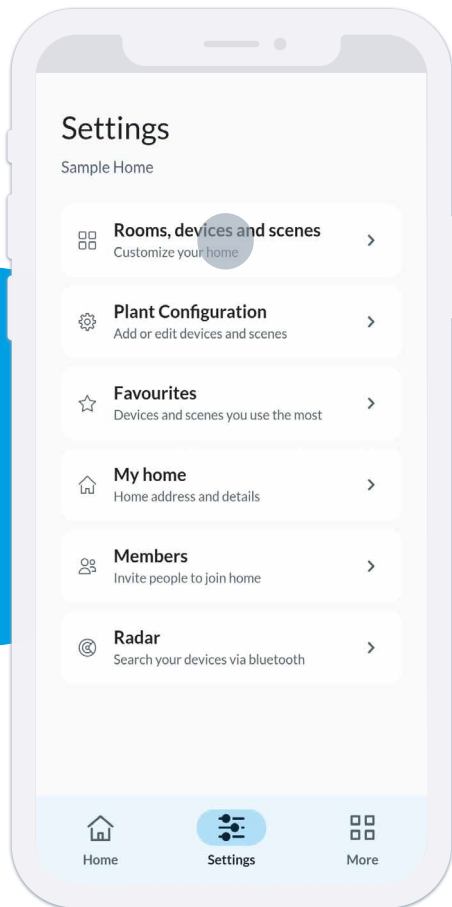 Settings
Sample Home
Rooms, devices and scenes
Customize your home
Plant Configuration
Add or edit devices and scenes
Favourites
Devices and scenes you use the most
My home
Home address and details
Members
Invite people to join home
Radar
Search your devices via bluetooth
Home Settings More